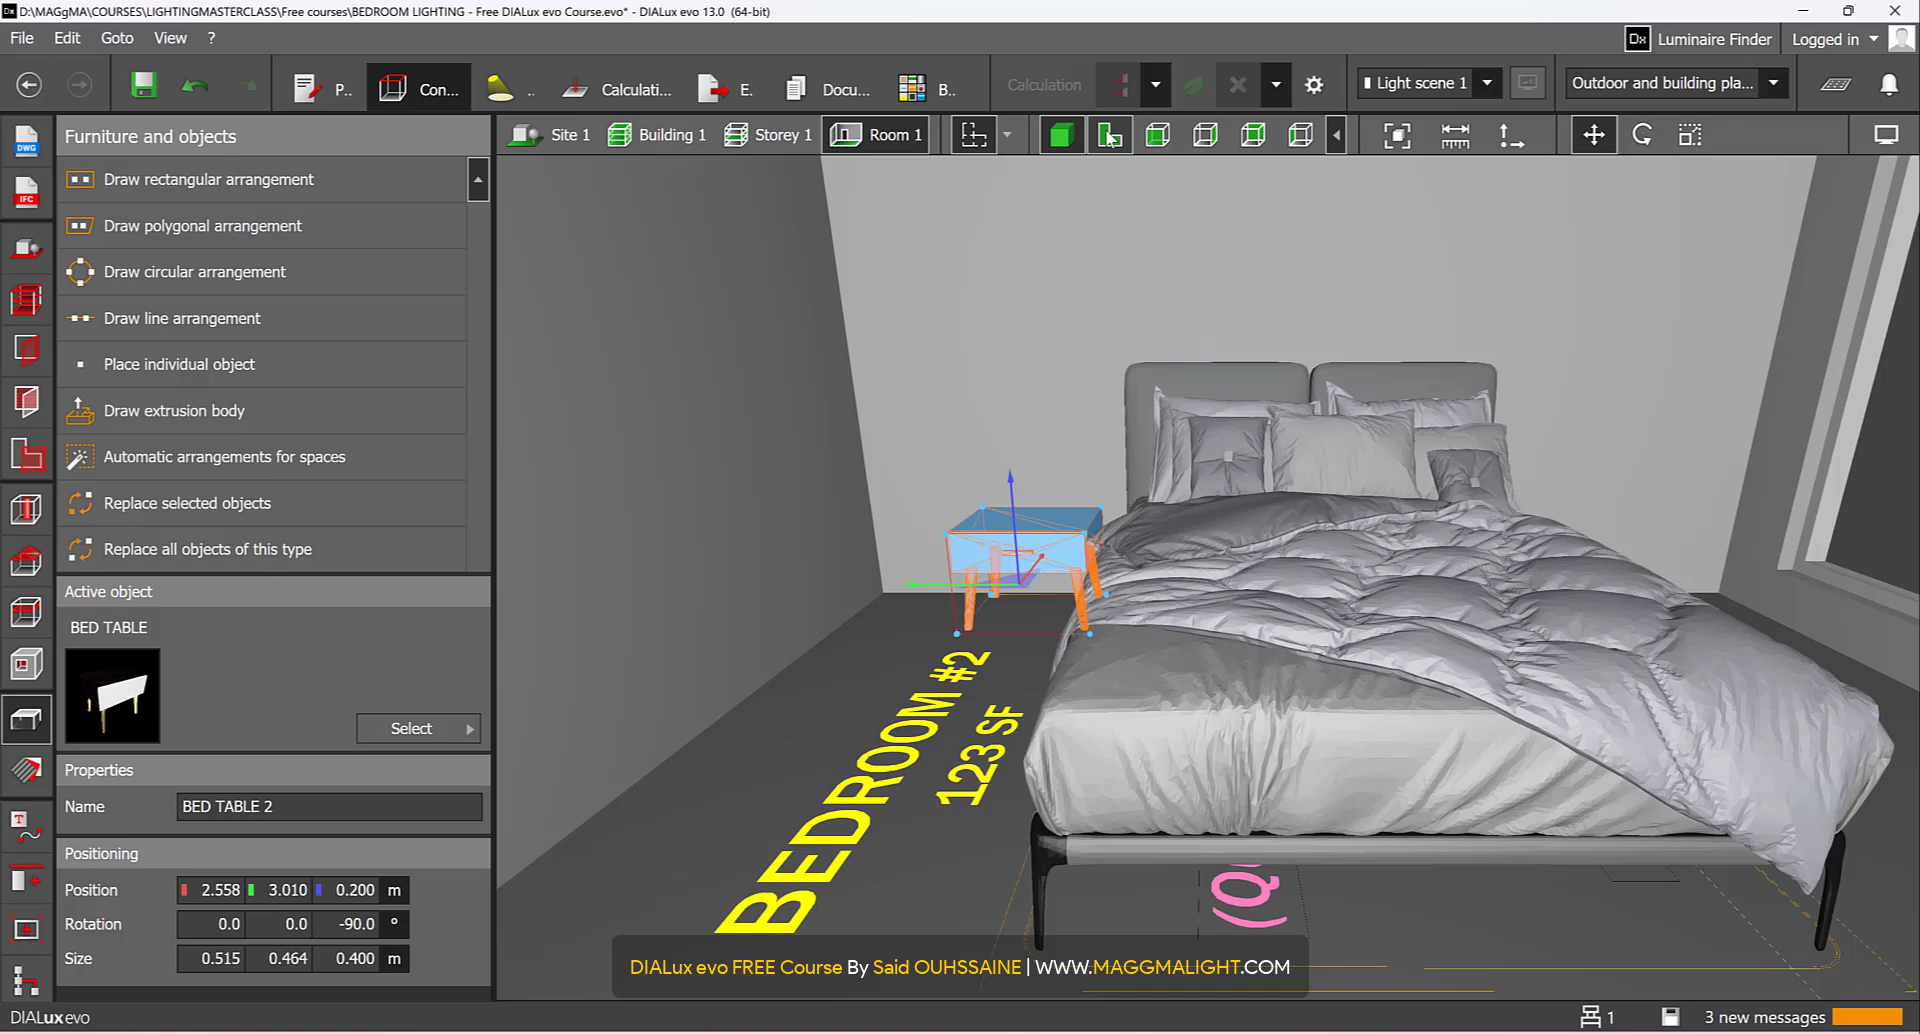 D:\MAGgMA\COURSES\LIGHTINGMASTERCLASS\Free courses\BEDROOM LIGHTING - Free DIALux evo Course.evo* - DIALux evo 13.0 (64-bit)
File Edit Goto View ?
Dx Luminaire Finder Logged in
P.. Con... .. Calculati... E. Docu... B.. Calculation Light scene 1 Outdoor and building pla...
DWG
Furniture and objects
Site 1 Building 1 Storey 1 Room 1
IFC
Draw rectangular arrangement
Draw polygonal arrangement
Draw circular arrangement
Draw line arrangement
Place individual object
Draw extrusion body
Automatic arrangements for spaces
Replace selected objects
Replace all objects of this type
Active object
BED TABLE
Select
Properties
Name BED TABLE 2
Positioning
Position 2.558 3.010 0.200 m
Rotation 0.0 0.0 -90.0 °
Size 0.515 0.464 0.400 m
BEDROOM #2
123 SF
(Q
DIALux evo FREE Course By Said OUHSSAINE | WWW.MAGGMALIGHT.COM
DIALux evo
1 3 new messages